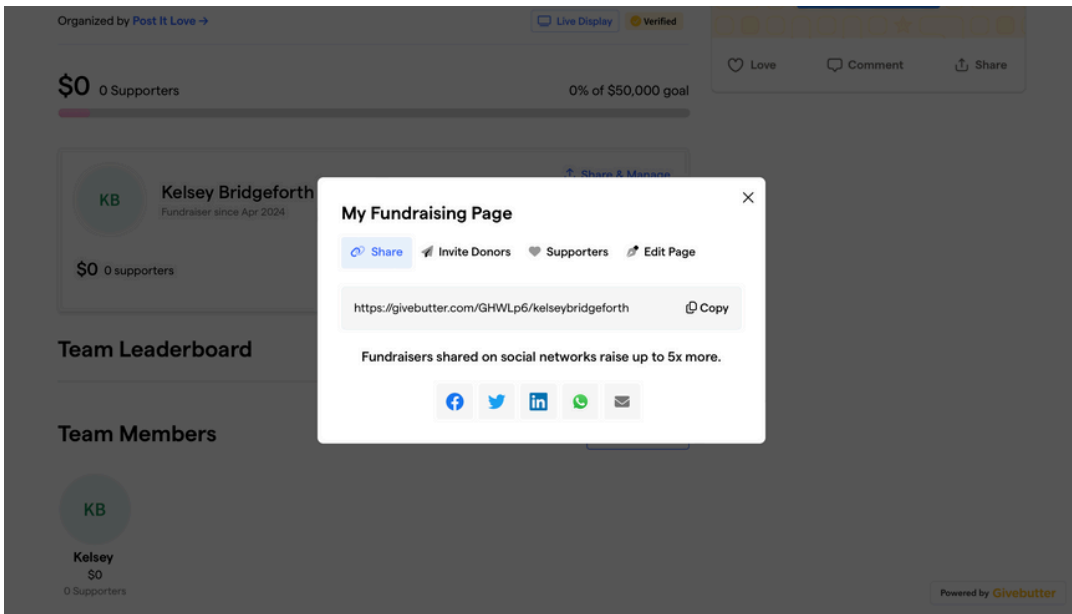 Organized by Post It Love →
Live Display
Verified
Love
Comment
Share
$0 0 Supporters
0% of $50,000 goal
Share & Manage
KB
Kelsey Bridgeforth
Fundraiser since Apr 2024
$0 0 supporters
My Fundraising Page
Share
Invite Donors
Supporters
Edit Page
https://givebutter.com/GHWLp6/kelseybridgeforth
Copy
Fundraisers shared on social networks raise up to 5x more.
in
Team Leaderboard
Team Members
KB
Kelsey
$0
0 Supporters
Powered by Givebutter